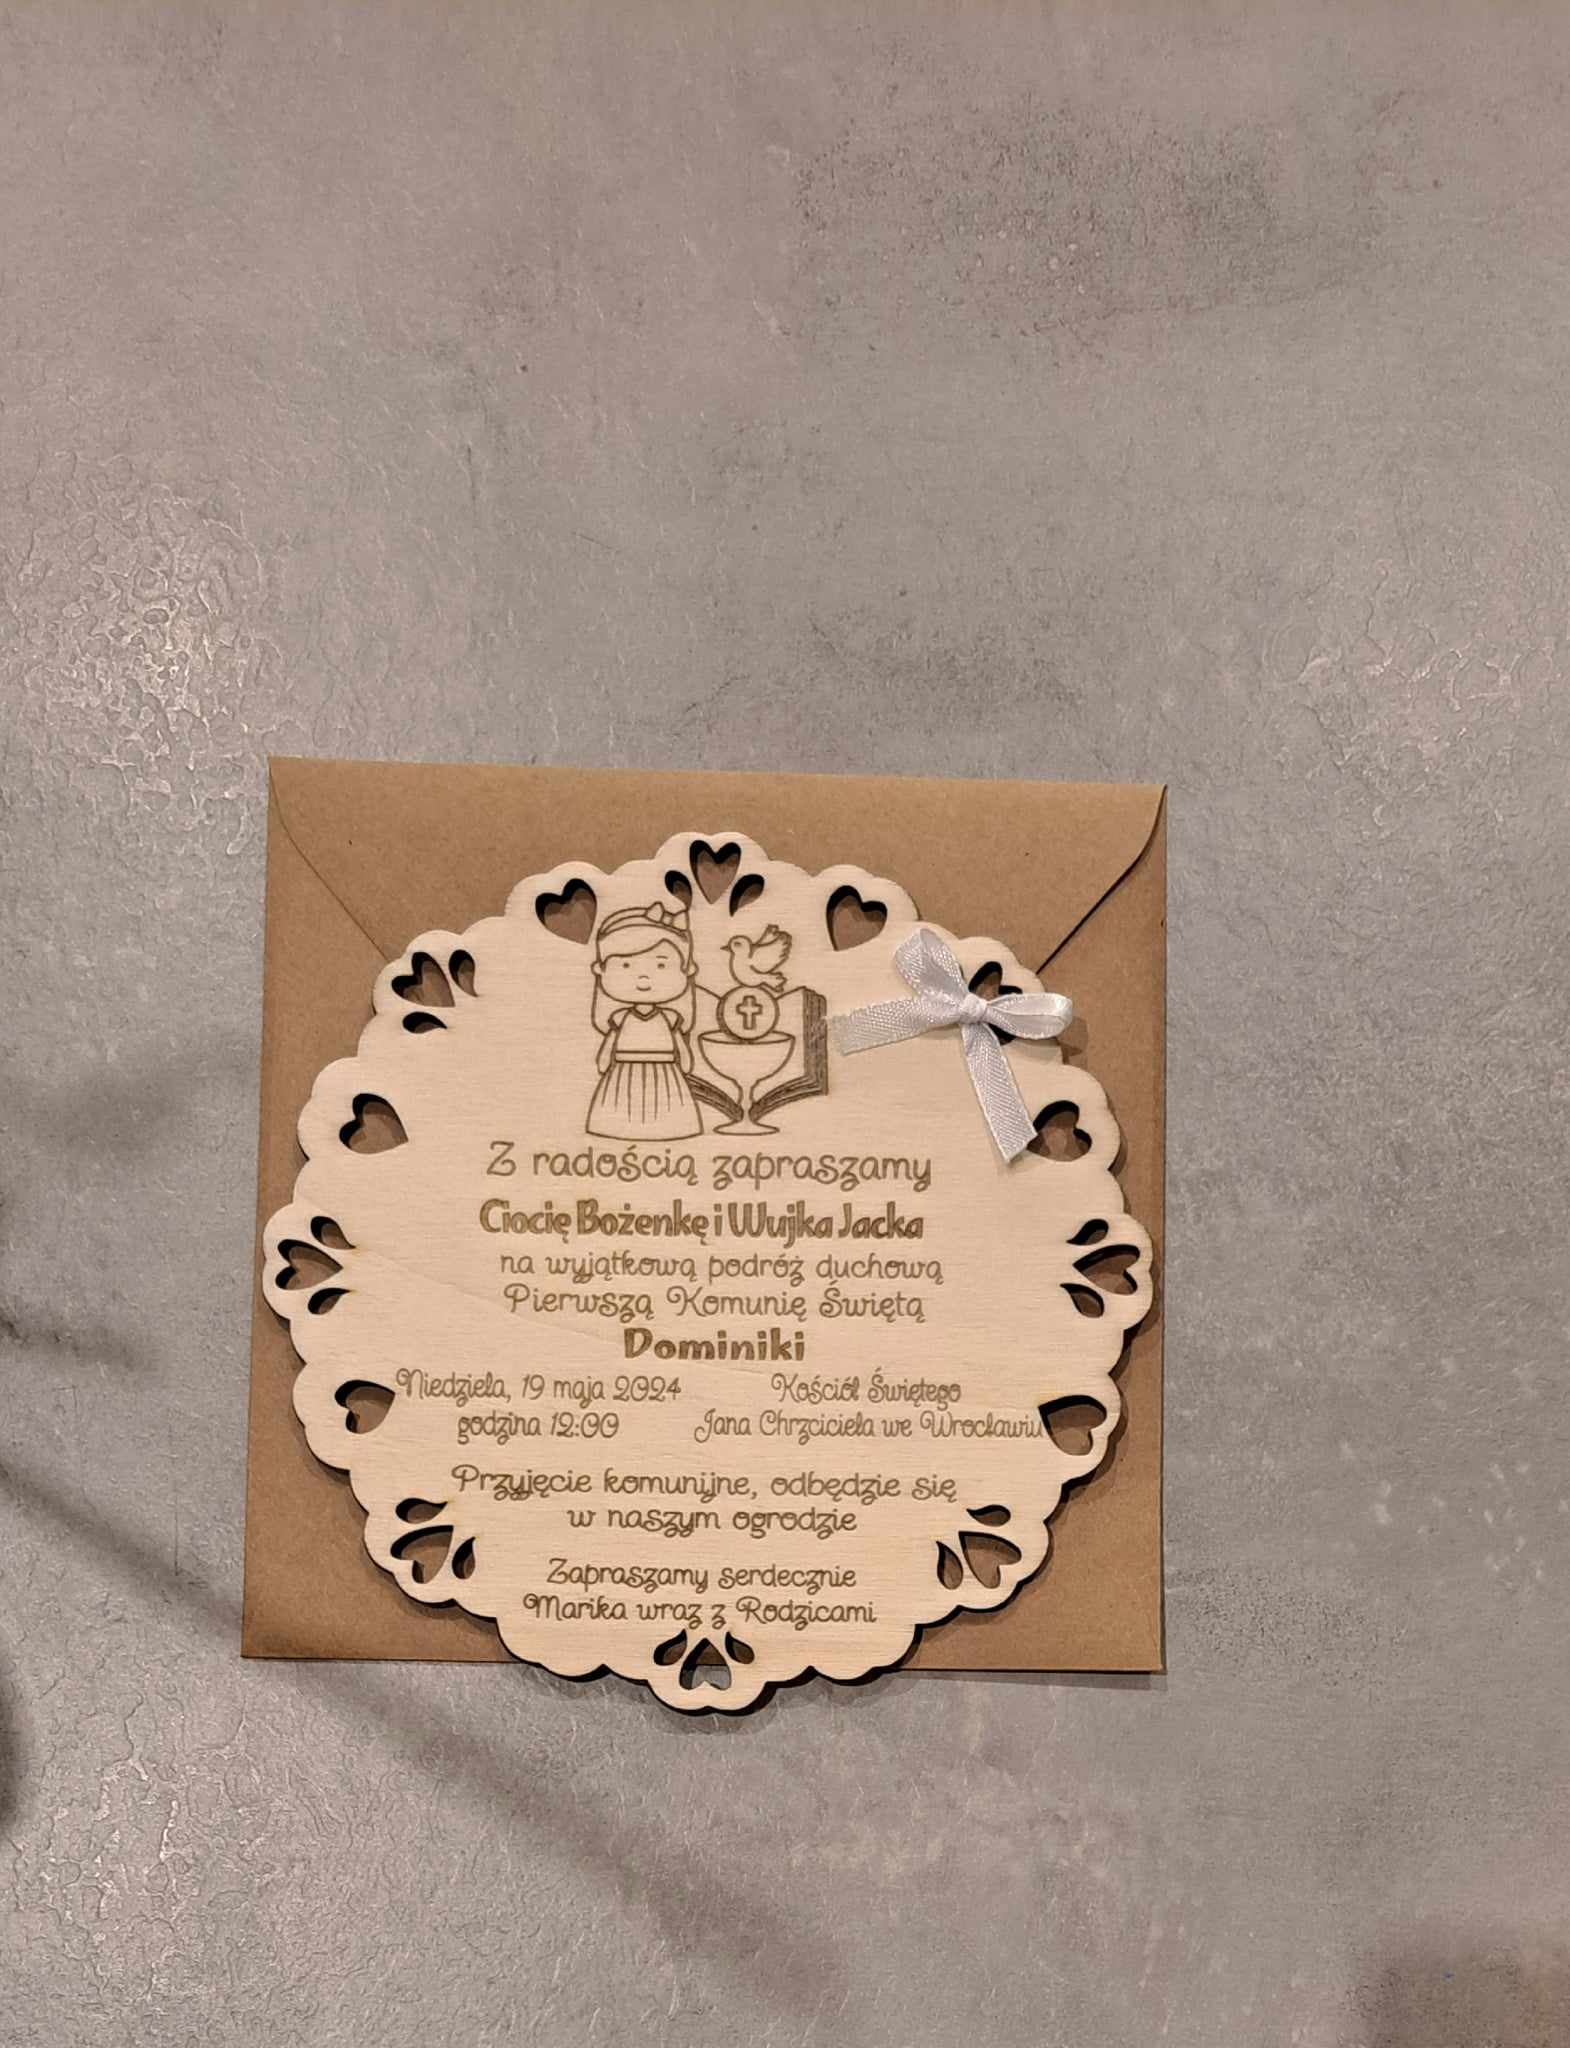 Z radością zapraszamy
Ciocię Bożenkę i Wujka Jacka
na wyjątkową podróż duchową
Pierwszą Komunię Świętą
Dominiki
Niedziela, 19 maja 2024
godzina 12:00
Kościół Świętego
Jana Chrzciciela we Wrocławiu
Przyjęcie komunijne, odbędzie się
w naszym ogrodzie
Zapraszamy serdecznie
Marika wraz z Rodzicami